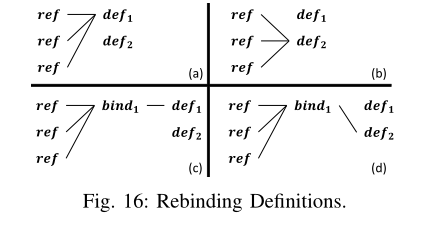 ref def₁
ref def₂
ref
(a)
ref def₁
ref def₂
ref
(b)
ref bind₁ def₁
ref def₂
ref
(c)
ref bind₁ def₁
ref def₂
ref
(d)
Fig. 16: Rebinding Definitions.